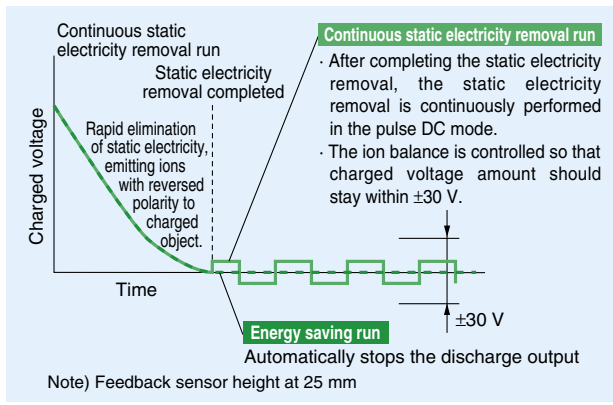 Continuous static
electricity removal run
Static electricity
removal completed
Rapid elimination
of static electricity,
emitting ions
with reversed
polarity to
charged
object.
Charged voltage
Time
Continuous static electricity removal run
· After completing the static electricity
removal, the static electricity
removal is continuously performed
in the pulse DC mode.
· The ion balance is controlled so that
charged voltage amount should
stay within ±30 V.
±30 V
Energy saving run
Automatically stops the discharge output
Note) Feedback sensor height at 25 mm